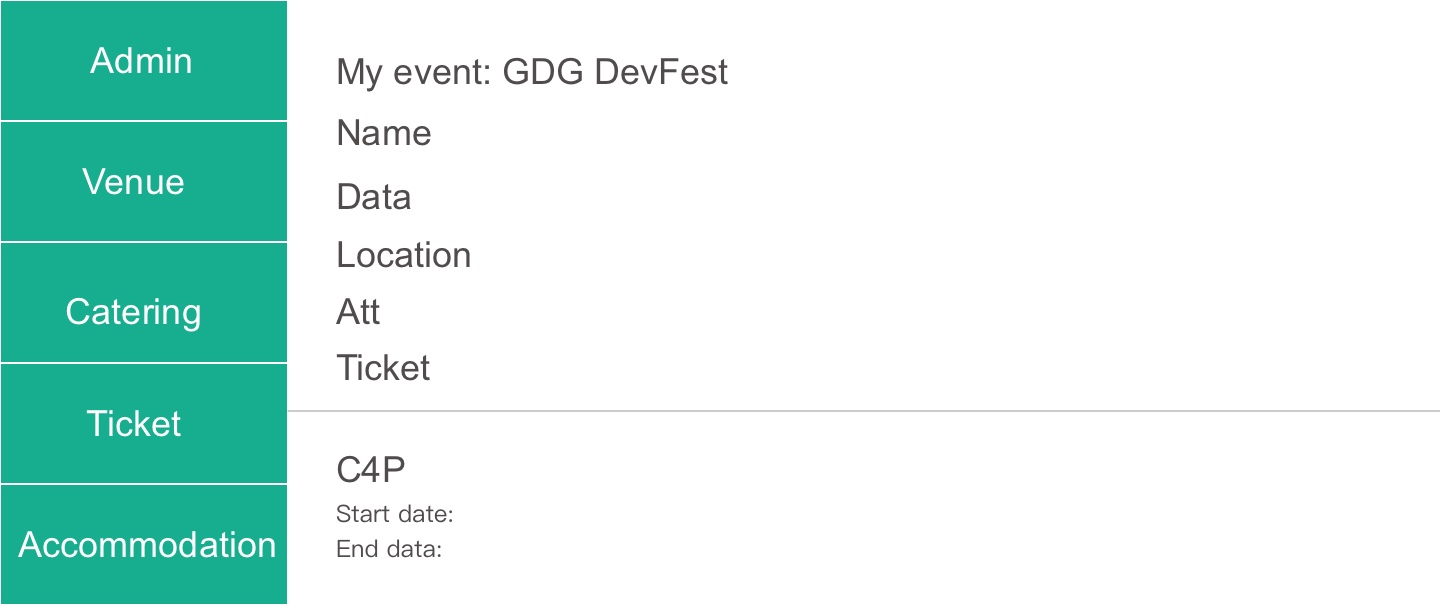 Admin
Venue
Catering
Ticket
Accommodation
My event: GDG DevFest
Name
Data
Location
Att
Ticket
C4P
Start date:
End data: